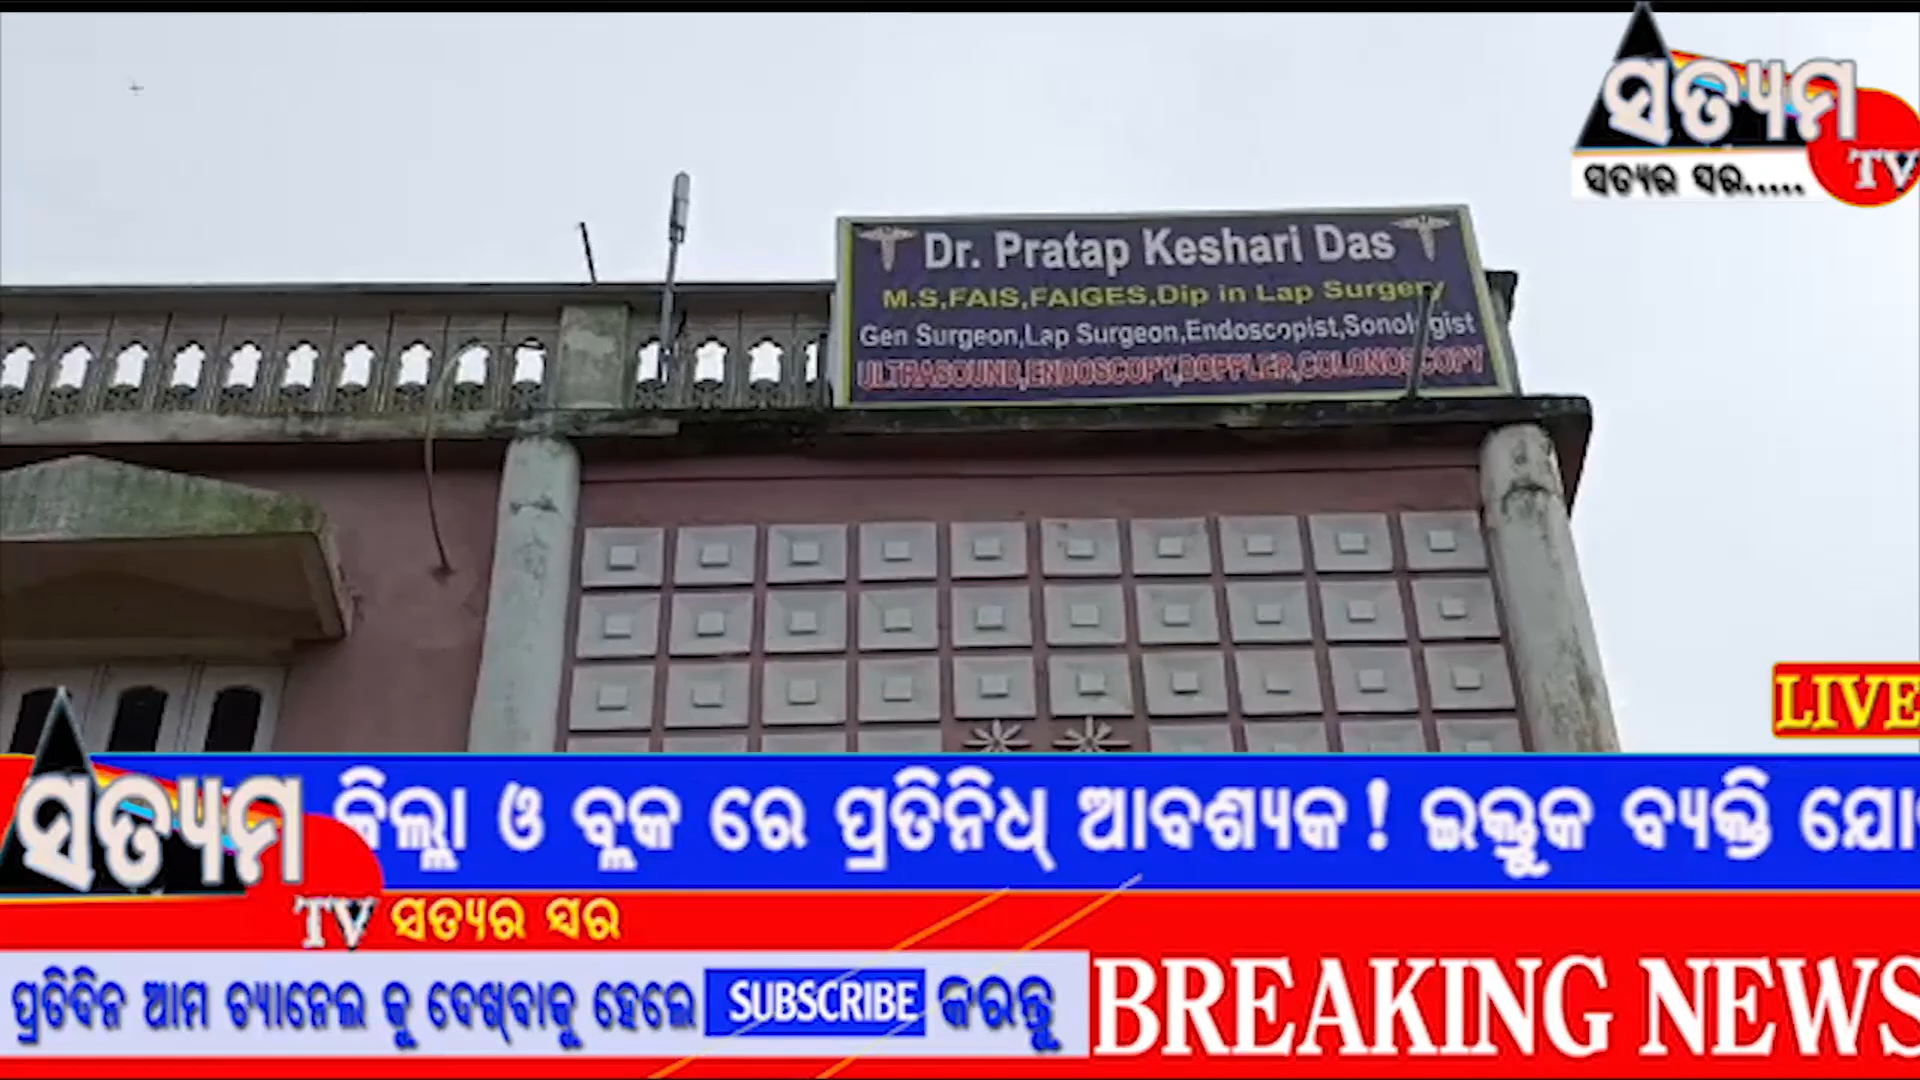 ସତ୍ୟମ
TV
ସତ୍ୟର ସର.....
Dr. Pratap Keshari Das
M.S,FAIS,FAIGES,Dip in Lap Surgery
Gen Surgeon,Lap Surgeon,Endoscopist,Sonologist
ULTRASOUND,ENDOSCOPY,DOPPLER,COLONOSCOPY
LIVE
ସତ୍ୟମ
TV
ଜିଲ୍ଲା ଓ ବ୍ଲକ ରେ ପ୍ରତିନିଧି ଆବଶ୍ୟକ! ଇଚ୍ଛୁକ ବ୍ୟକ୍ତି
ସତ୍ୟର ସର
ପ୍ରତିଦିନ ଆମ ଚ୍ୟାନେଲ କୁ ଦେଖିବାକୁ ହେଲେ SUBSCRIBE କରନ୍ତୁ
BREAKING NEWS